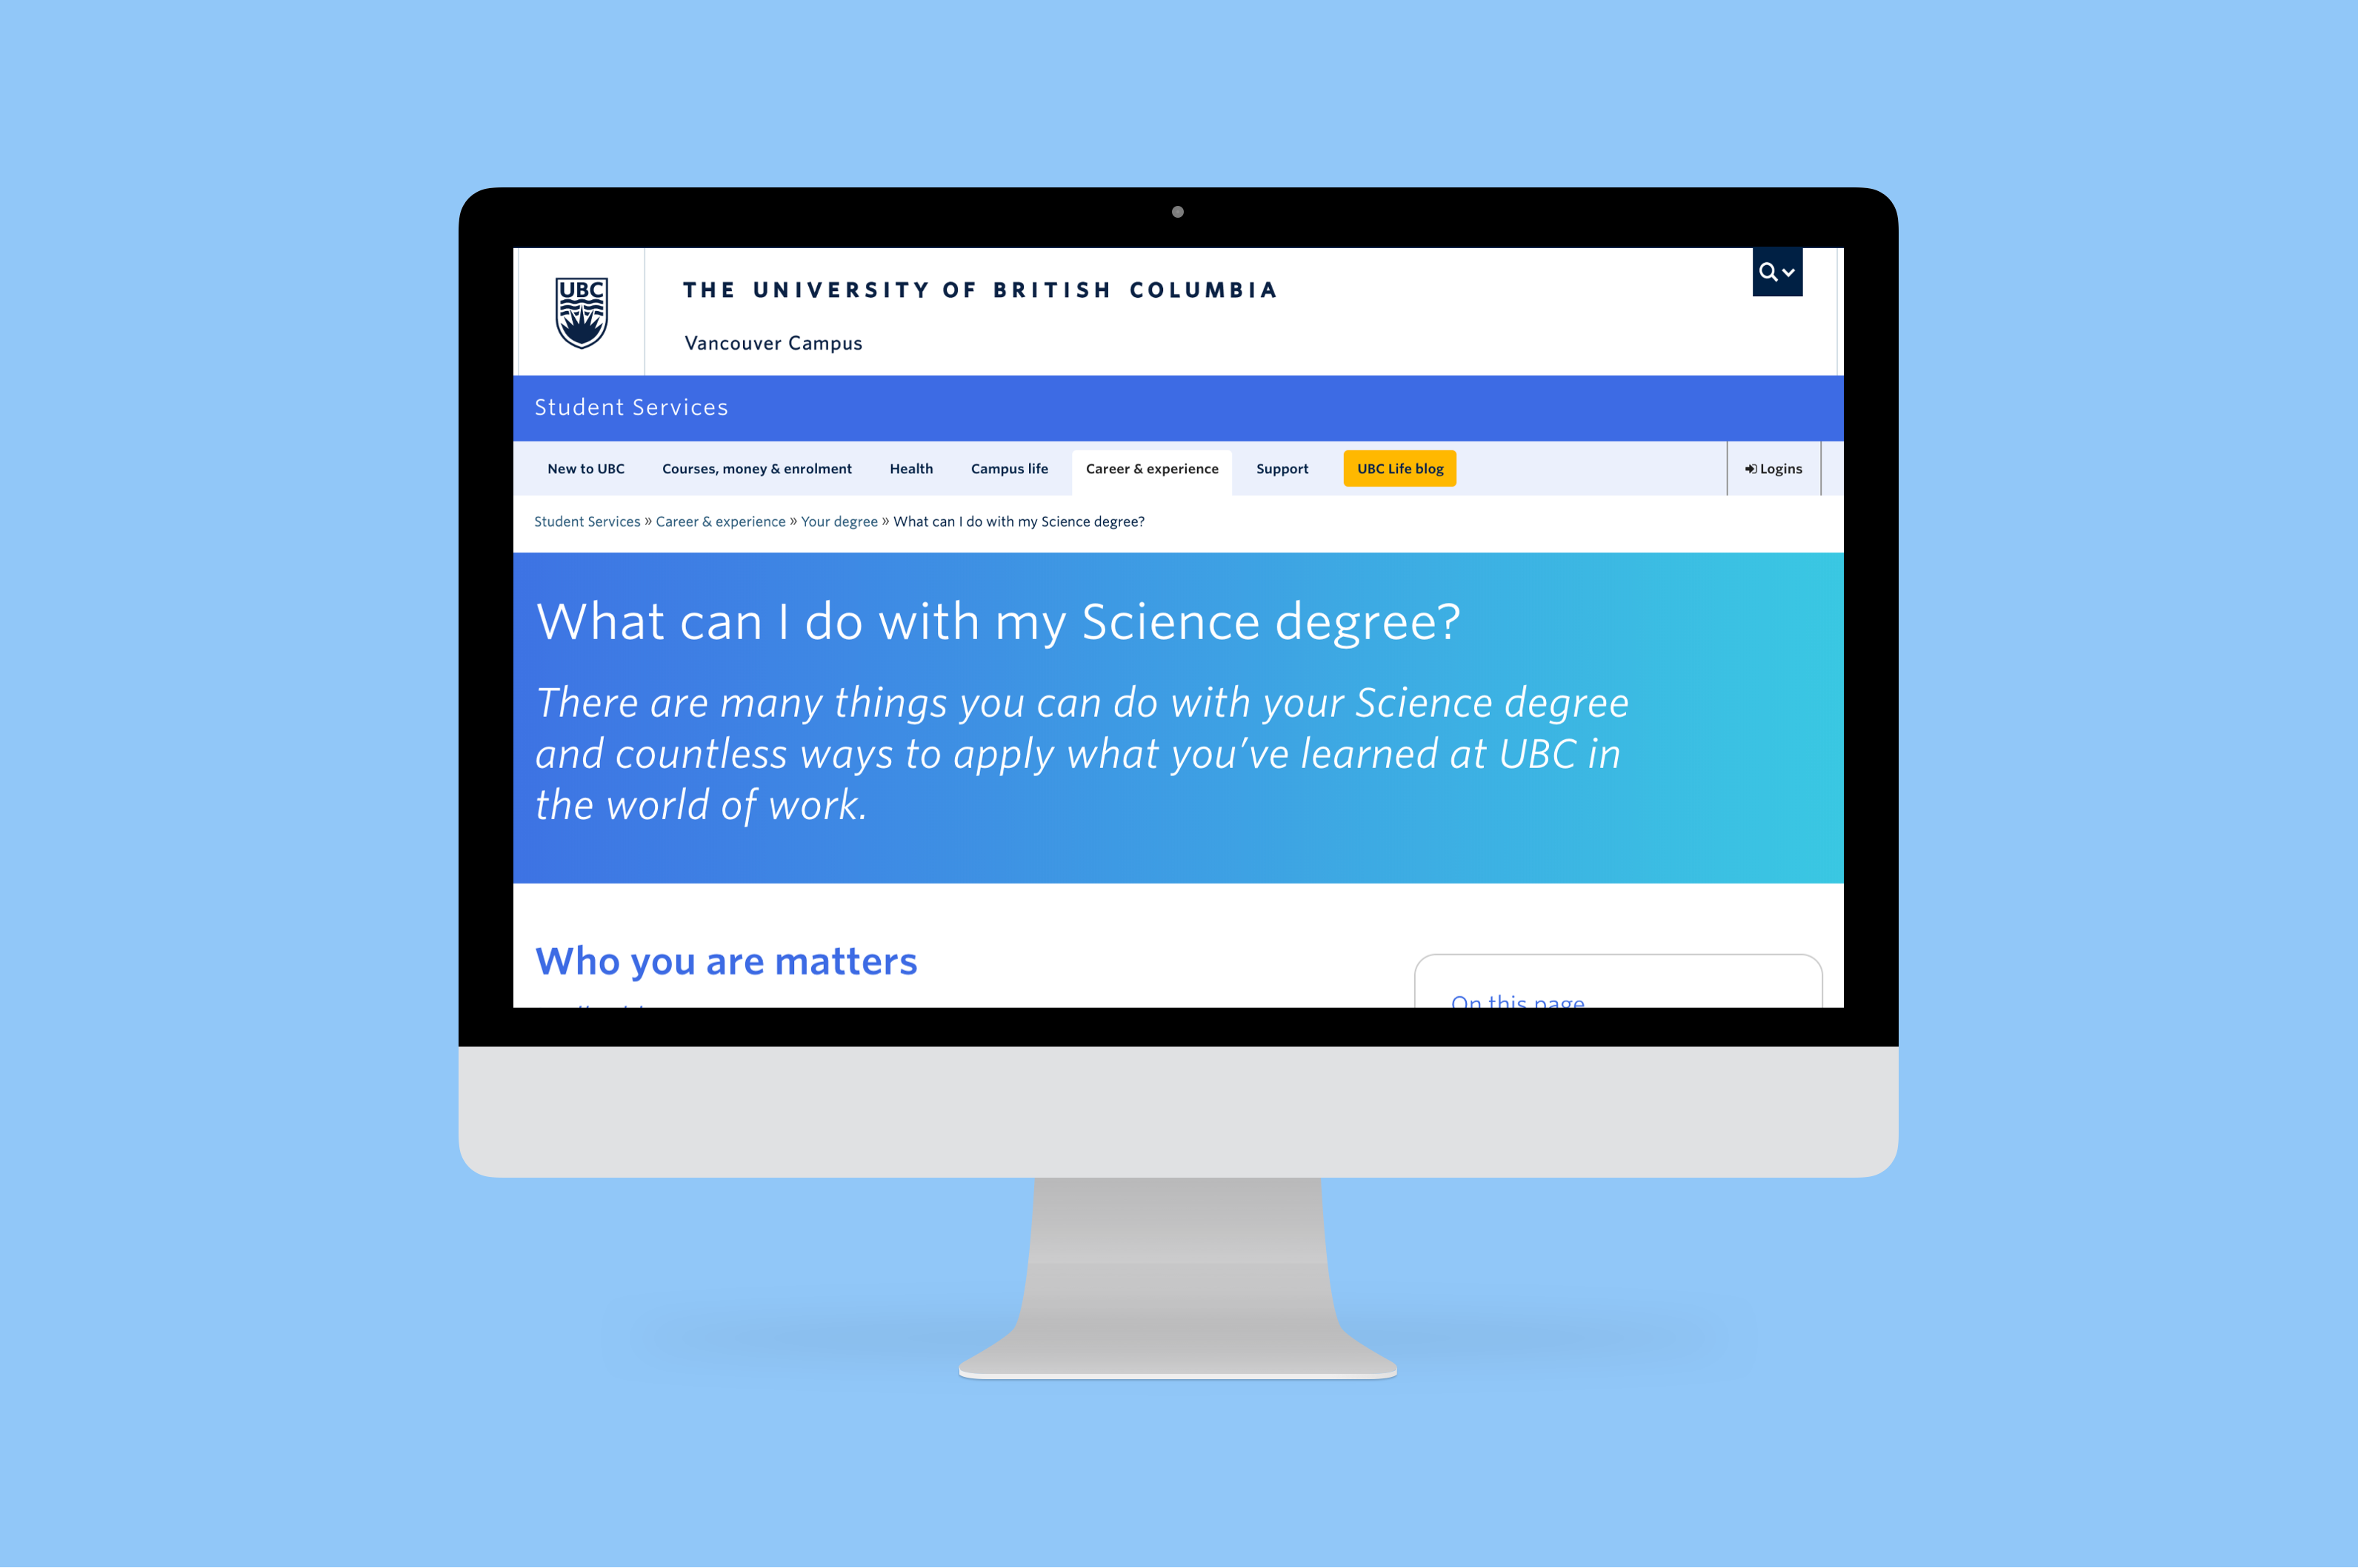 UBC
THE UNIVERSITY OF BRITISH COLUMBIA
Vancouver Campus
Student Services
New to UBC Courses, money & enrolment Health Campus life Career & experience Support UBC Life blog Logins
Student Services » Career & experience » Your degree » What can I do with my Science degree?
What can I do with my Science degree?
There are many things you can do with your Science degree
and countless ways to apply what you've learned at UBC in
the world of work.
Who you are matters
On this page